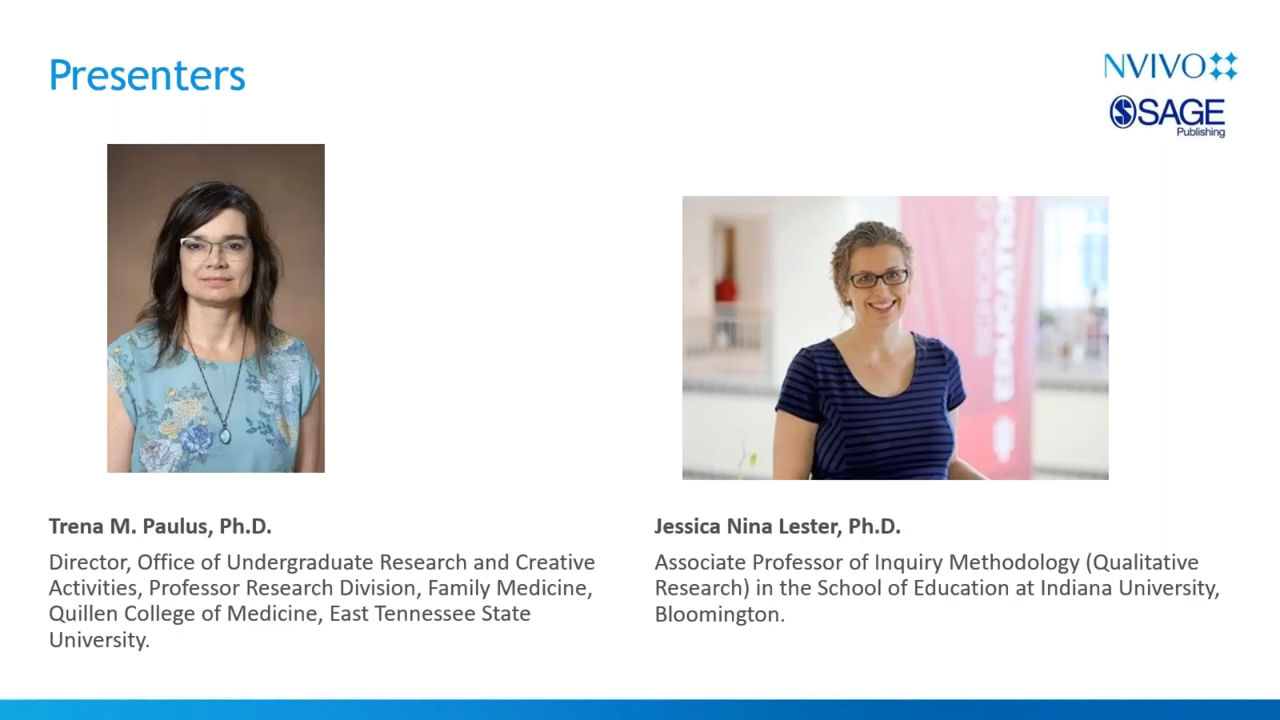 Presenters
NVIVO
SAGE
Publishing
EDUCATION
Trena M. Paulus, Ph.D.
Director, Office of Undergraduate Research and Creative
Activities, Professor Research Division, Family Medicine,
Quillen College of Medicine, East Tennessee State
University.
Jessica Nina Lester, Ph.D.
Associate Professor of Inquiry Methodology (Qualitative
Research) in the School of Education at Indiana University,
Bloomington.